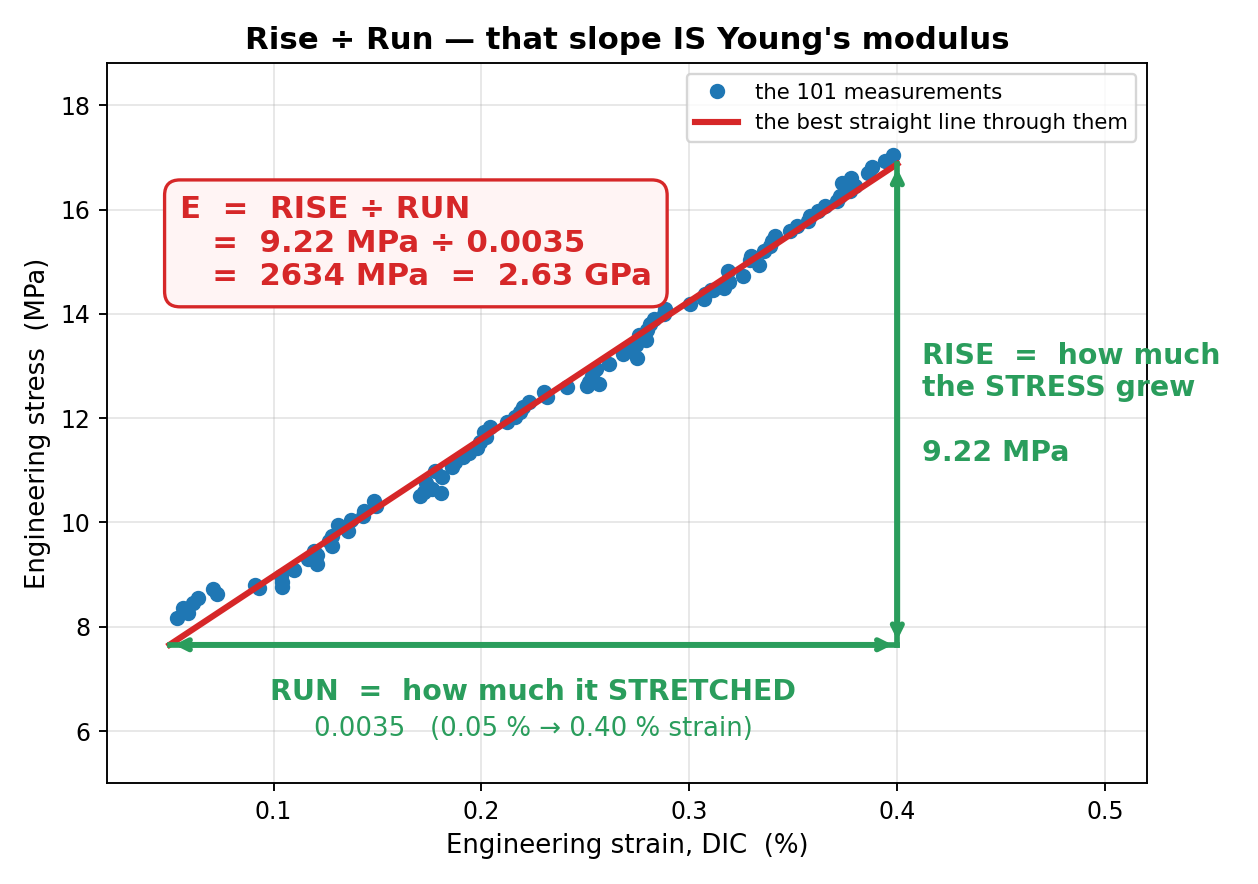 Rise ÷ Run — that slope IS Young's modulus
the 101 measurements
the best straight line through them
E = RISE ÷ RUN
= 9.22 MPa ÷ 0.0035
= 2634 MPa = 2.63 GPa
RISE = how much
the STRESS grew
9.22 MPa
RUN = how much it STRETCHED
0.0035 (0.05 % → 0.40 % strain)
18
16
14
12
10
8
6
Engineering stress (MPa)
0.1 0.2 0.3 0.4 0.5
Engineering strain, DIC (%)